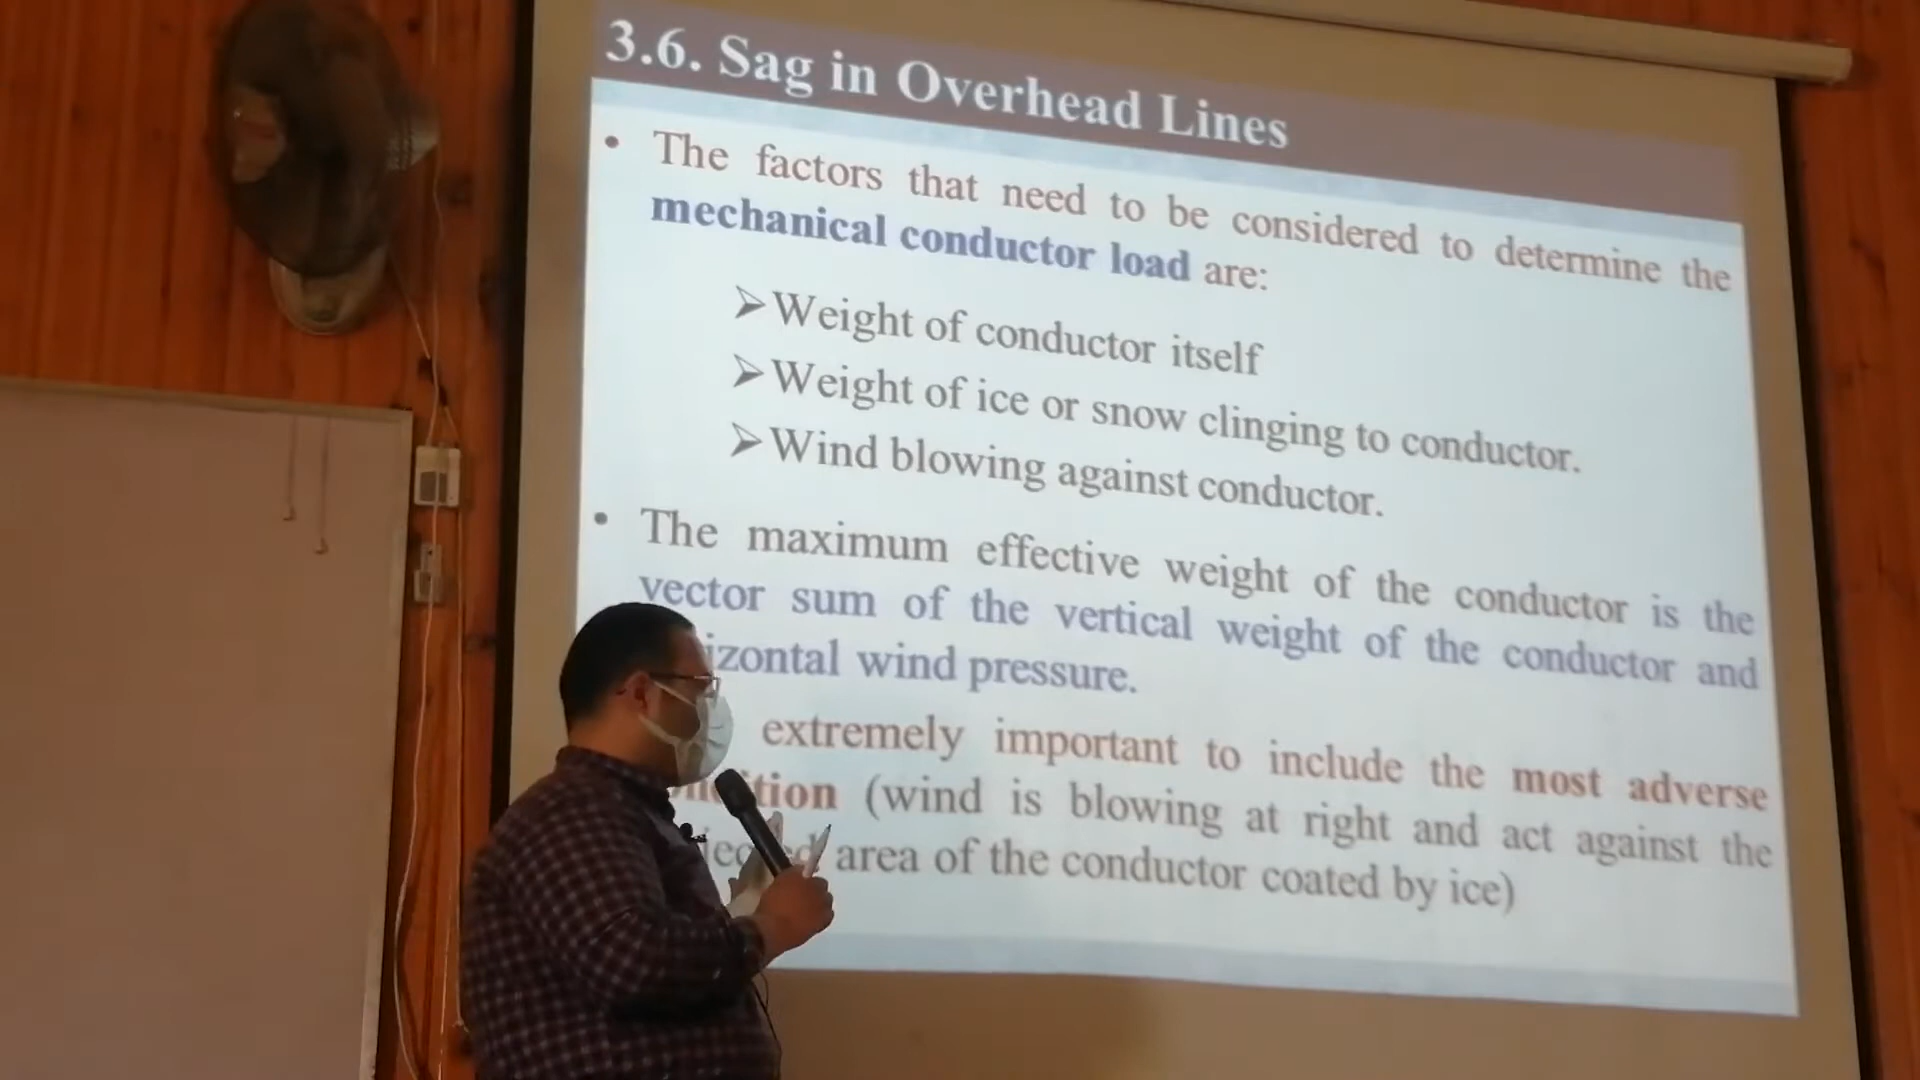 3.6. Sag in Overhead Lines
• The factors that need to be considered to determine the
mechanical conductor load are:
➢Weight of conductor itself
➢Weight of ice or snow clinging to conductor.
➢Wind blowing against conductor.
• The maximum effective weight of the conductor is the
vector sum of the vertical weight of the conductor and
wind pressure.
extremely important to include the most adverse
(wind is blowing at right and act against the
area of the conductor coated by ice)